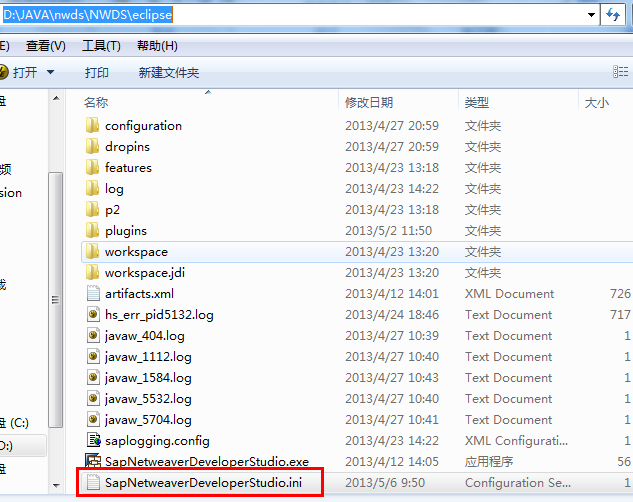 D:\JAVA\nwds\NWDS\eclipse
E) 查看(V) 工具(T) 帮助(H)
打开 打印 新建文件夹
名称 修改日期 类型 大小
盘 configuration 2013/4/27 20:59 文件夹
dropins 2013/4/27 20:59 文件夹
频 features 2013/4/23 13:18 文件夹
sion log 2013/4/23 14:22 文件夹
p2 2013/4/23 13:18 文件夹
plugins 2013/5/2 11:50 文件夹
workspace 2013/4/23 13:20 文件夹
workspace.jdi 2013/4/23 13:20 文件夹
artifacts.xml 2013/4/12 14:01 XML Document 726
hs_err_pid5132.log 2013/4/24 18:46 Text Document 717
javaw_404.log 2013/4/27 10:39 Text Document 1
javaw_1112.log 2013/4/27 10:40 Text Document 1
javaw_1584.log 2013/4/27 10:43 Text Document 1
javaw_5532.log 2013/4/27 10:40 Text Document 1
盘 (C:) javaw_5704.log 2013/4/27 10:41 Text Document 1
D:) saplogging.config 2013/4/23 14:22 XML Configurati... 1
盘 SapNetweaverDeveloperStudio.exe 2013/4/12 14:05 应用程序 56
SapNetweaverDeveloperStudio.ini 2013/5/6 9:50 Configuration Se... 1